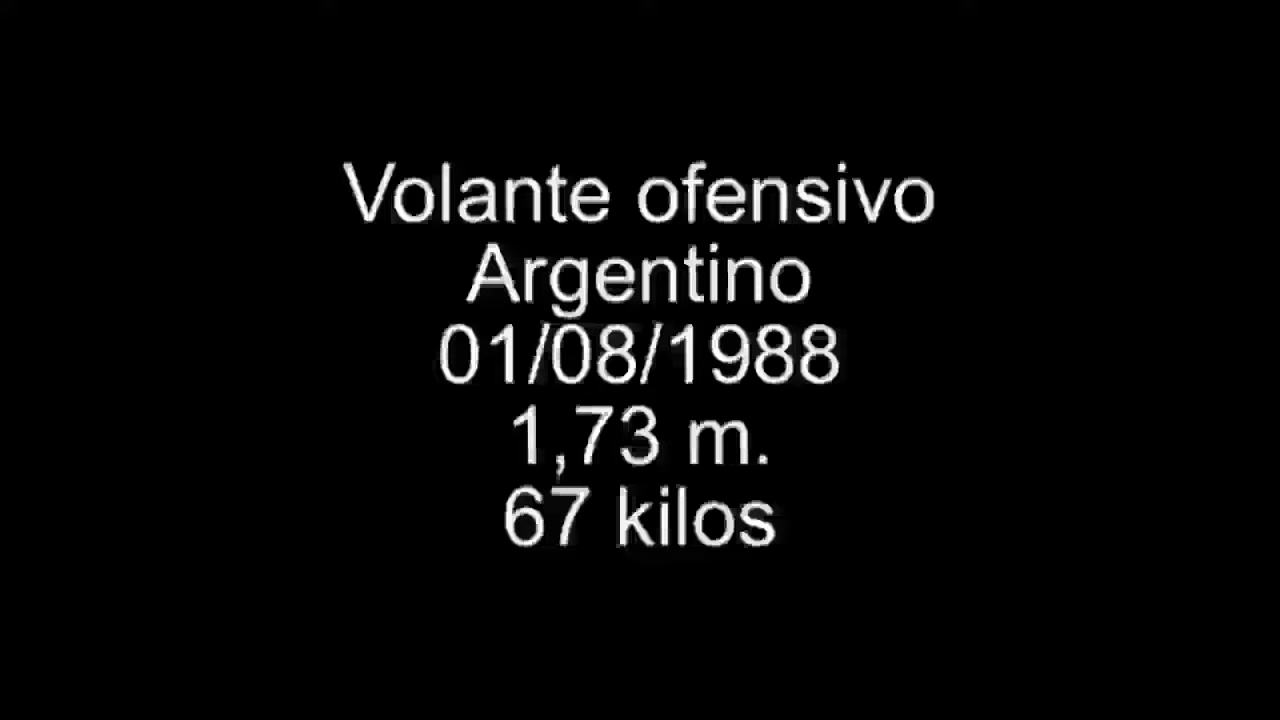 Volante ofensivo
Argentino
01/08/1988
1,73 m.
67 kilos